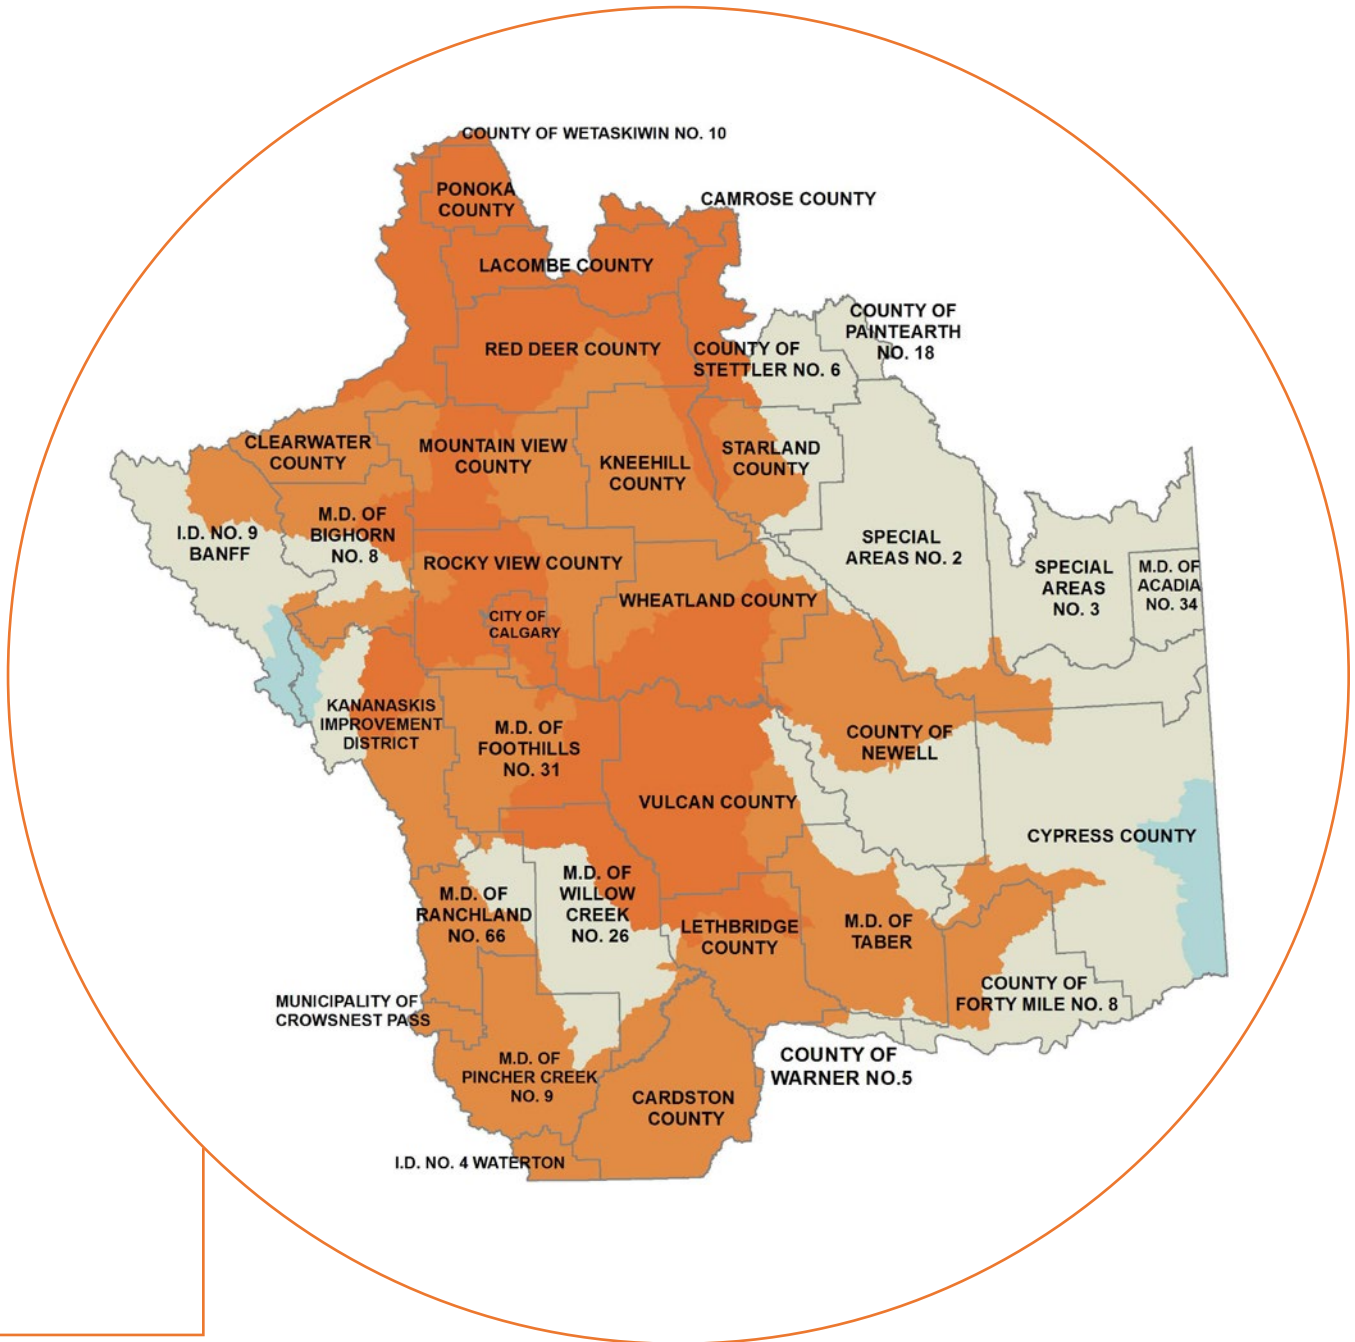 COUNTY OF WETASKIWIN NO. 10
PONOKA
COUNTY
CAMROSE COUNTY
LACOMBE COUNTY
COUNTY OF
PAINTEARTH
NO. 18
RED DEER COUNTY
COUNTY OF
STETTLER NO. 6
CLEARWATER
COUNTY
MOUNTAIN VIEW
COUNTY
KNEEHILL
COUNTY
STARLAND
COUNTY
I.D. NO. 9
BANFF
M.D. OF
BIGHORN
NO. 8
ROCKY VIEW COUNTY
SPECIAL
AREAS NO. 2
SPECIAL
AREAS
NO. 3
M.D. OF
ACADIA
NO. 34
WHEATLAND COUNTY
CITY OF
CALGARY
KANANASKIS
IMPROVEMENT
DISTRICT
M.D. OF
FOOTHILLS
NO. 31
COUNTY OF
NEWELL
VULCAN COUNTY
CYPRESS COUNTY
M.D. OF
RANCHLAND
NO. 66
M.D. OF
WILLOW
CREEK
NO. 26
LETHBRIDGE
COUNTY
M.D. OF
TABER
COUNTY OF
FORTY MILE NO. 8
MUNICIPALITY OF
CROWSNEST PASS
M.D. OF
PINCHER CREEK
NO. 9
COUNTY OF
WARNER NO.5
CARDSTON
COUNTY
I.D. NO. 4 WATERTON